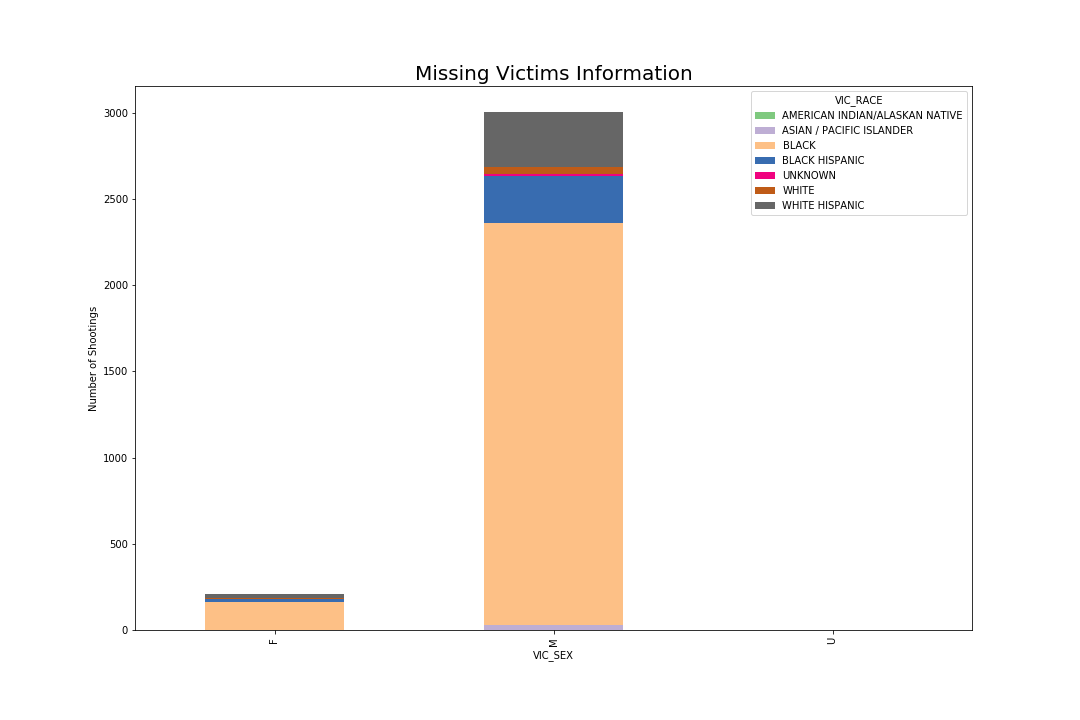 Missing Victims Information
VIC_RACE
AMERICAN INDIAN/ALASKAN NATIVE
ASIAN / PACIFIC ISLANDER
BLACK
BLACK HISPANIC
UNKNOWN
WHITE
WHITE HISPANIC
Number of Shootings
3000
2500
2000
1500
1000
500
0
F
M
U
VIC_SEX